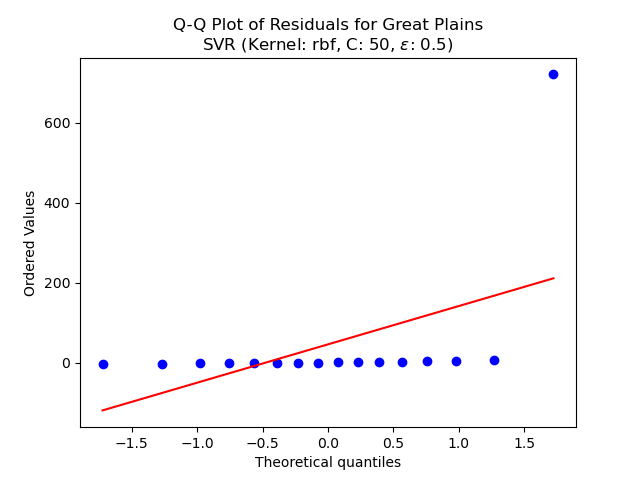 Q-Q Plot of Residuals for Great Plains
SVR (Kernel: rbf, C: 50, ε: 0.5)
600
400
200
0
Ordered Values
−1.5 −1.0 −0.5 0.0 0.5 1.0 1.5
Theoretical quantiles